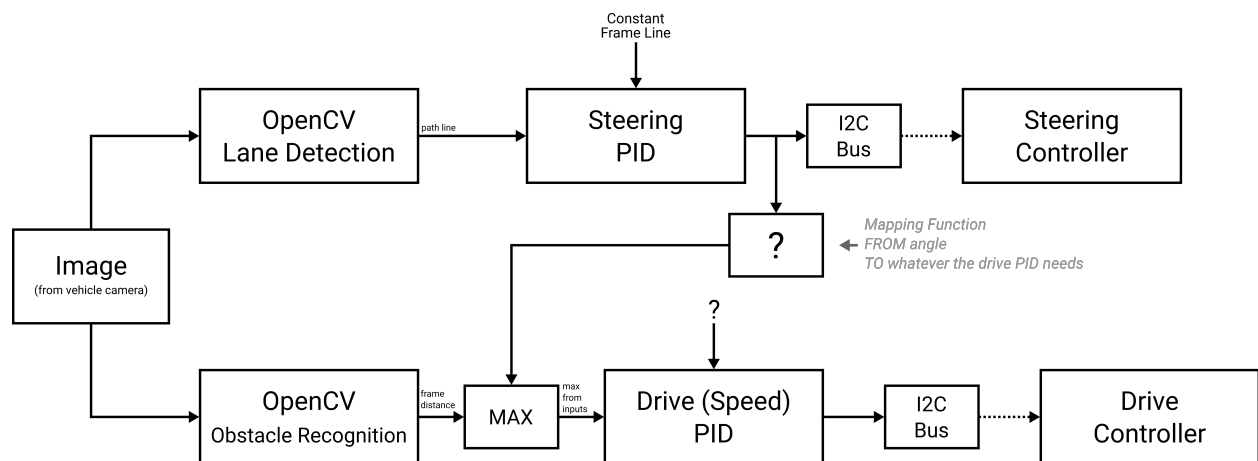 Constant
Frame Line
OpenCV
Lane Detection
path line
Steering
PID
I2C
Bus
Steering
Controller
Image
(from vehicle camera)
?
Mapping Function
FROM angle
TO whatever the drive PID needs
?
OpenCV
Obstacle Recognition
frame
distance
MAX
max
from
inputs
Drive (Speed)
PID
I2C
Bus
Drive
Controller